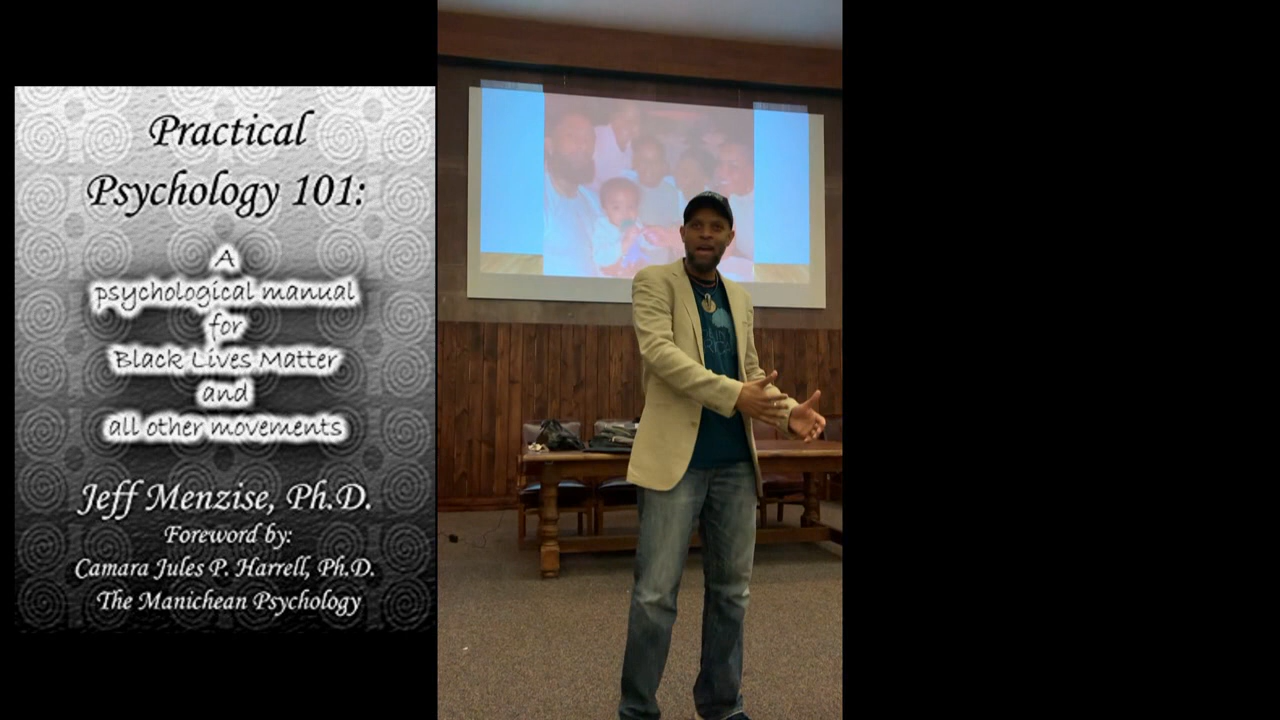 Practical
Psychology 101:
A
psychological manual
for
Black Lives Matter
and
all other movements
Jeff Menzise, Ph.D.
Foreword by:
Camara Jules P. Harrell, Ph.D.
The Manichean Psychology